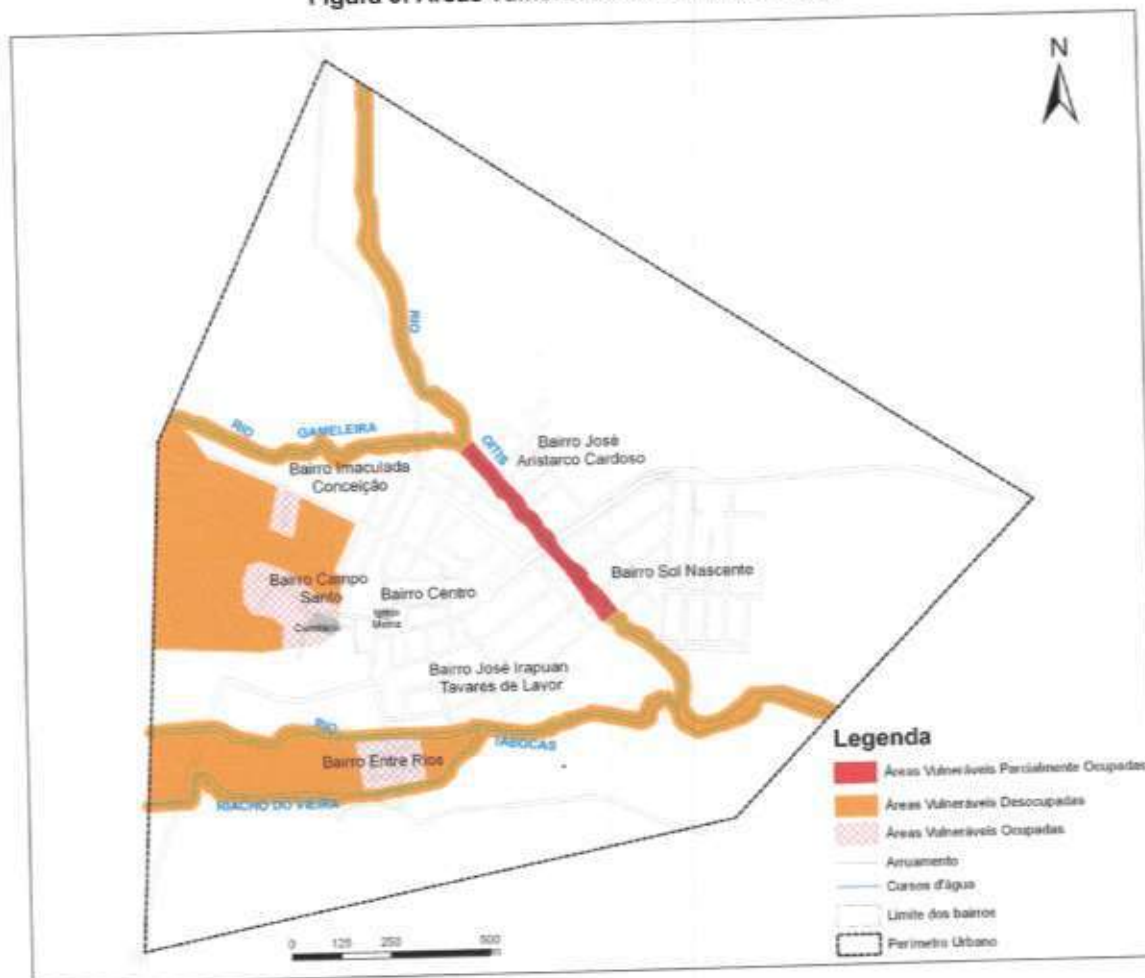 N
RIO
RIO GAMELEIRA
OITIS
Bairro José
Aristarco Cardoso
Bairro Imaculada
Conceição
Bairro Sol Nascente
Bairro Campo
Santo
Bairro Centro
Matriz
Bairro José Irapuan
Tavares de Lavor
RIO
TABOCAS
Bairro Entre Rios
RIACHO DO VIEIRA
Legenda
Áreas Vulneráveis Parcialmente Ocupadas
Áreas Vulneráveis Desocupadas
Áreas Vulneráveis Ocupadas
Arruamento
Cursos d'água
Limite dos bairros
Perímetro Urbano
0 125 250 500